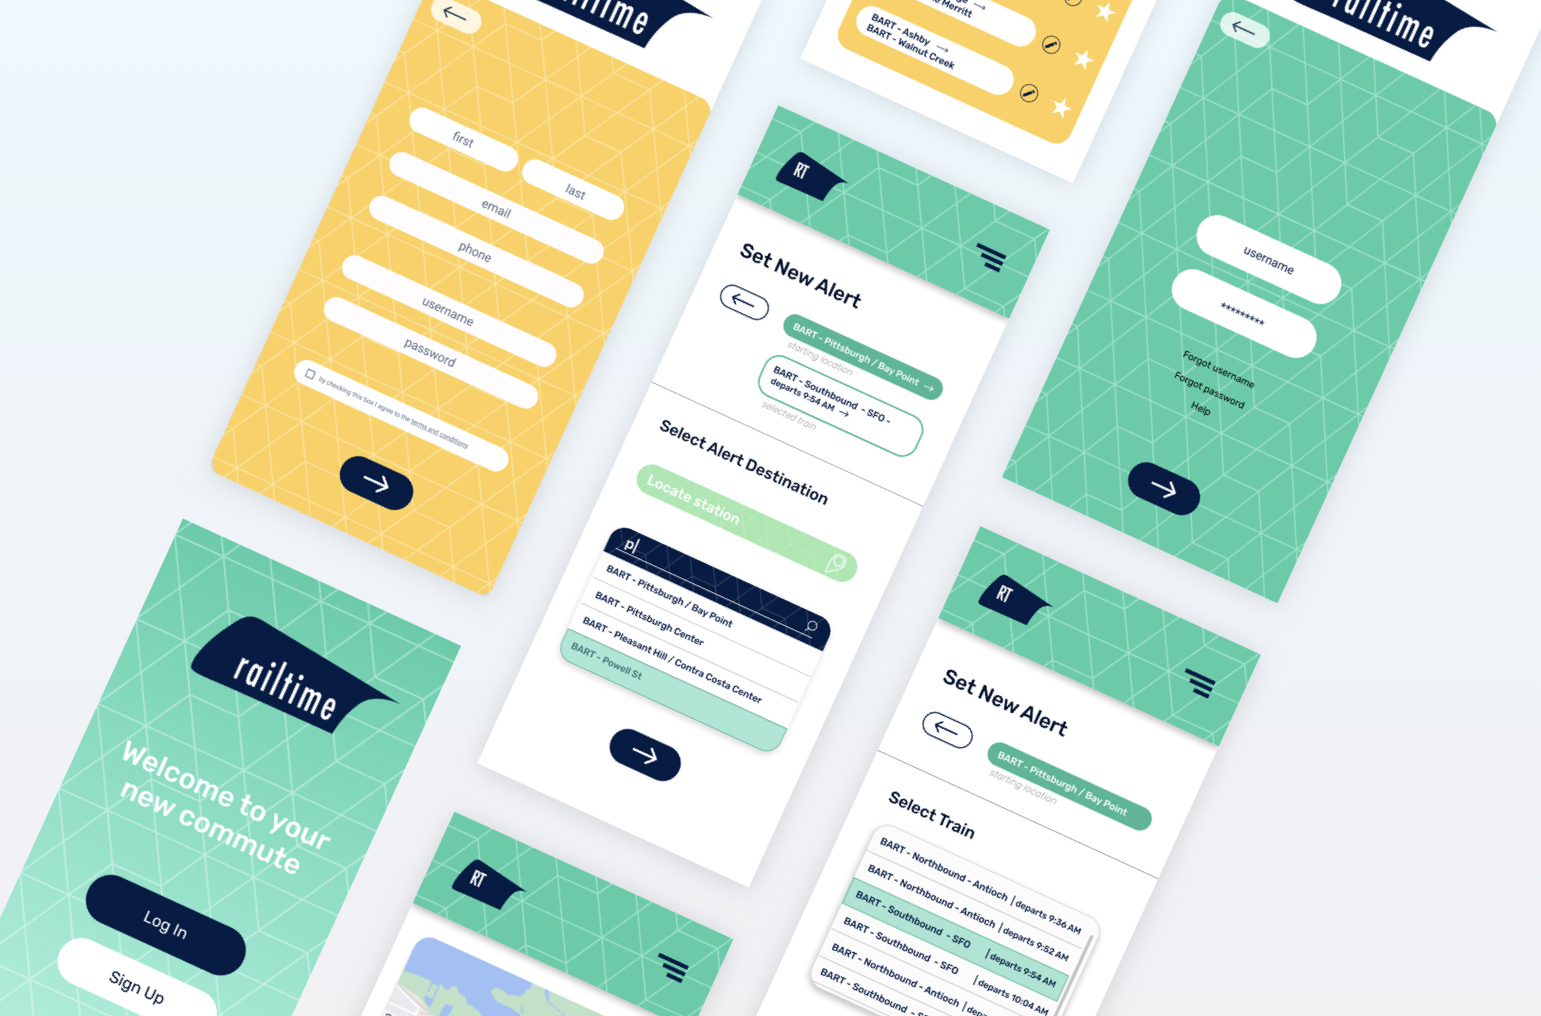 railtime
first
last
email
phone
username
password
by checking this box I agree to the terms and conditions
railtime
Welcome to your
new commute
Log In
Sign Up
Merritt
BART - Ashby →
BART - Walnut Creek
RT
Set New Alert
BART - Pittsburgh / Bay Point →
starting location
BART - Southbound - SFO -
departs 9:54 AM →
selected train
Select Alert Destination
Locate station
p|
BART - Pittsburgh / Bay Point
BART - Pittsburgh Center
BART - Pleasant Hill / Contra Costa Center
BART - Powell St
RT
railtime
username
*********
Forgot username
Forgot password
Help
RT
Set New Alert
BART - Pittsburgh / Bay Point
starting location
Select Train
BART - Northbound - Antioch | departs 9:36 AM
BART - Northbound - Antioch | departs 9:52 AM
BART - Southbound - SFO | departs 9:54 AM
BART - Southbound - SFO | departs 10:04 AM
BART - Northbound - Antioch |
BART - Southbound -